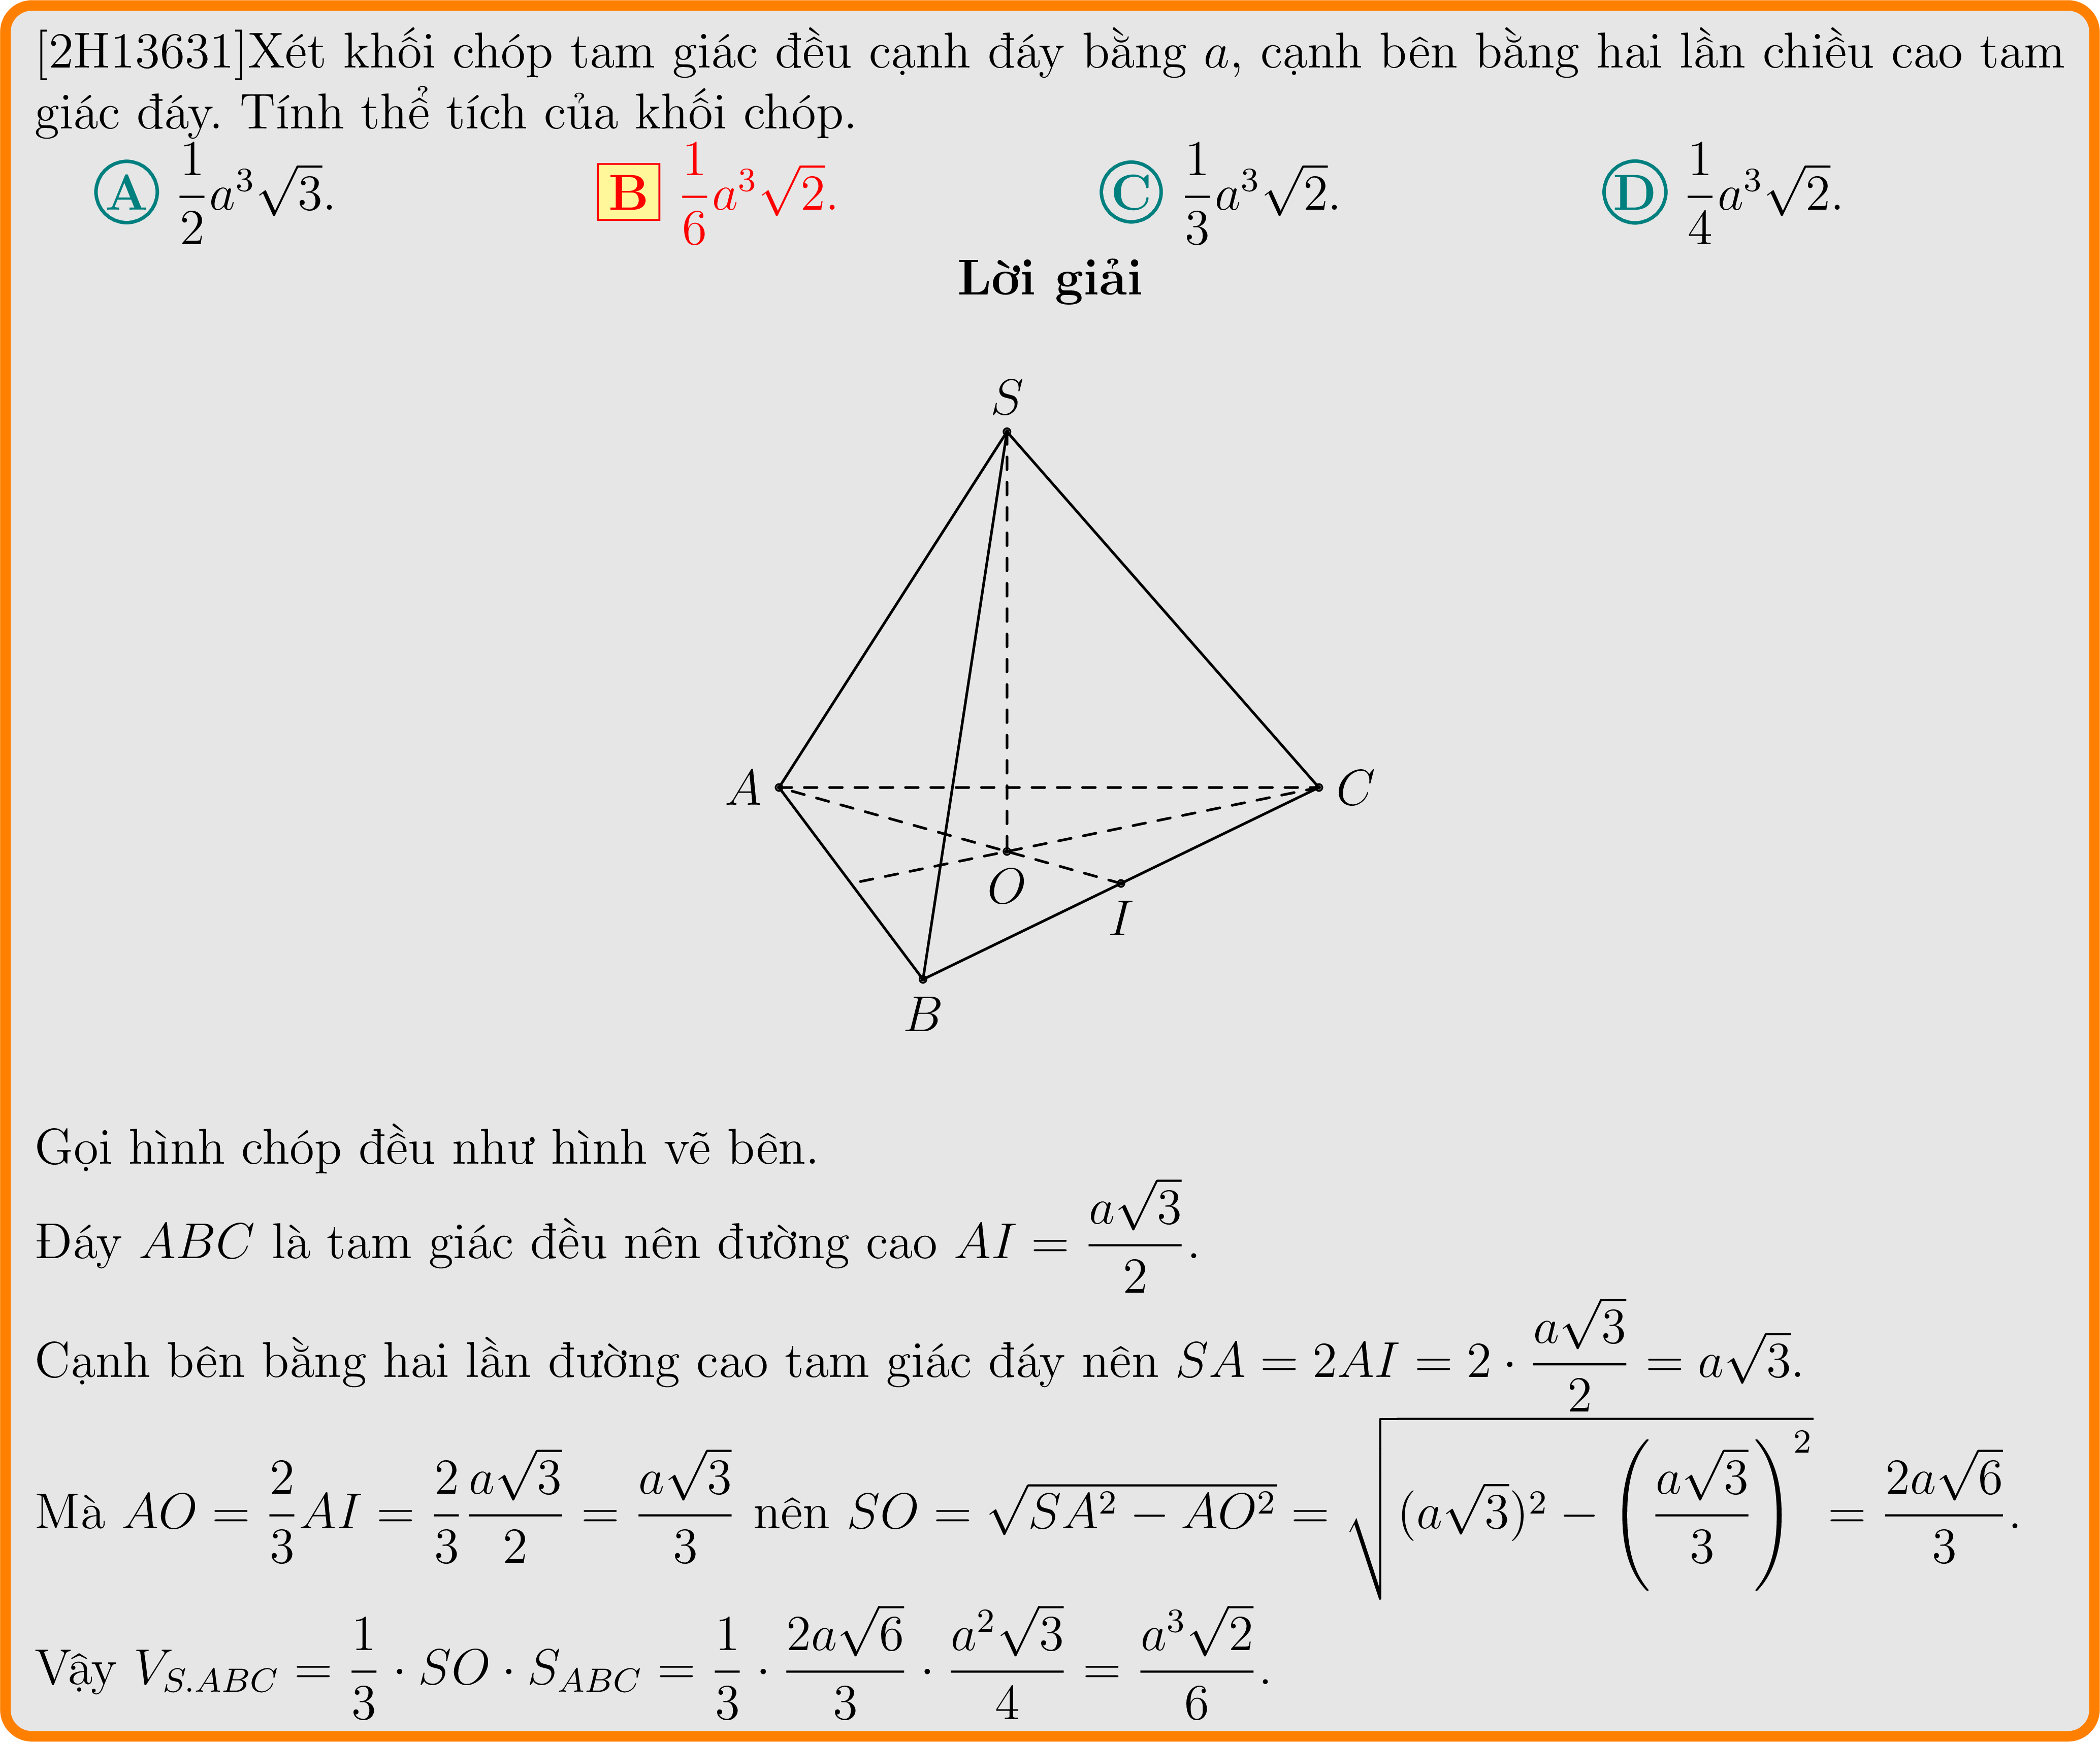 [2H13631]Xét khối chóp tam giác đều cạnh đáy bằng a, cạnh bên bằng hai lần chiều cao tam
giác đáy. Tính thể tích của khối chóp.
A $\frac{1}{2}a^3\sqrt{3}$. B $\frac{1}{6}a^3\sqrt{2}$. C $\frac{1}{3}a^3\sqrt{2}$. D $\frac{1}{4}a^3\sqrt{2}$.
Lời giải
S
A
C
O
I
B
Gọi hình chóp đều như hình vẽ bên.
Đáy ABC là tam giác đều nên đường cao $AI = \frac{a\sqrt{3}}{2}$.
Cạnh bên bằng hai lần đường cao tam giác đáy nên $SA = 2AI = 2 \cdot \frac{a\sqrt{3}}{2} = a\sqrt{3}$.
Mà $AO = \frac{2}{3}AI = \frac{2}{3}\frac{a\sqrt{3}}{2} = \frac{a\sqrt{3}}{3}$ nên $SO = \sqrt{SA^2 - AO^2} = \sqrt{(a\sqrt{3})^2 - \left(\frac{a\sqrt{3}}{3}\right)^2} = \frac{2a\sqrt{6}}{3}$.
Vậy $V_{S.ABC} = \frac{1}{3} \cdot SO \cdot S_{ABC} = \frac{1}{3} \cdot \frac{2a\sqrt{6}}{3} \cdot \frac{a^2\sqrt{3}}{4} = \frac{a^3\sqrt{2}}{6}$.